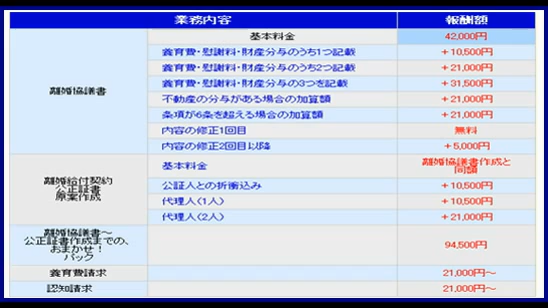 業務内容 報酬額
離婚協議書
基本料金 42,000円
養育費・慰謝料・財産分与のうち1つ記載 +10,500円
養育費・慰謝料・財産分与のうち2つ記載 +21,000円
養育費・慰謝料・財産分与の3つを記載 +31,500円
不動産の分与がある場合の加算額 +21,000円
条項が6条を超える場合の加算額 +21,000円
内容の修正1回目 無料
内容の修正2回目以降 +5,000円
離婚給付契約
公正証書
原案作成
基本料金
離婚協議書作成と
同額
公証人との折衝込み +10,500円
代理人(1人) +10,500円
代理人(2人) +21,000円
離婚協議書~
公正証書作成までの、
おまかせ!
パック
94,500円
養育費請求 21,000円~
認知請求 21,000円~